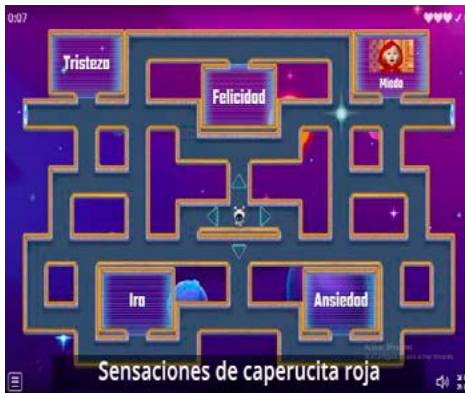 0:07
Tristeza
Felicidad
Miedo
Ira
Ansiedad
Sensaciones de caperucita roja